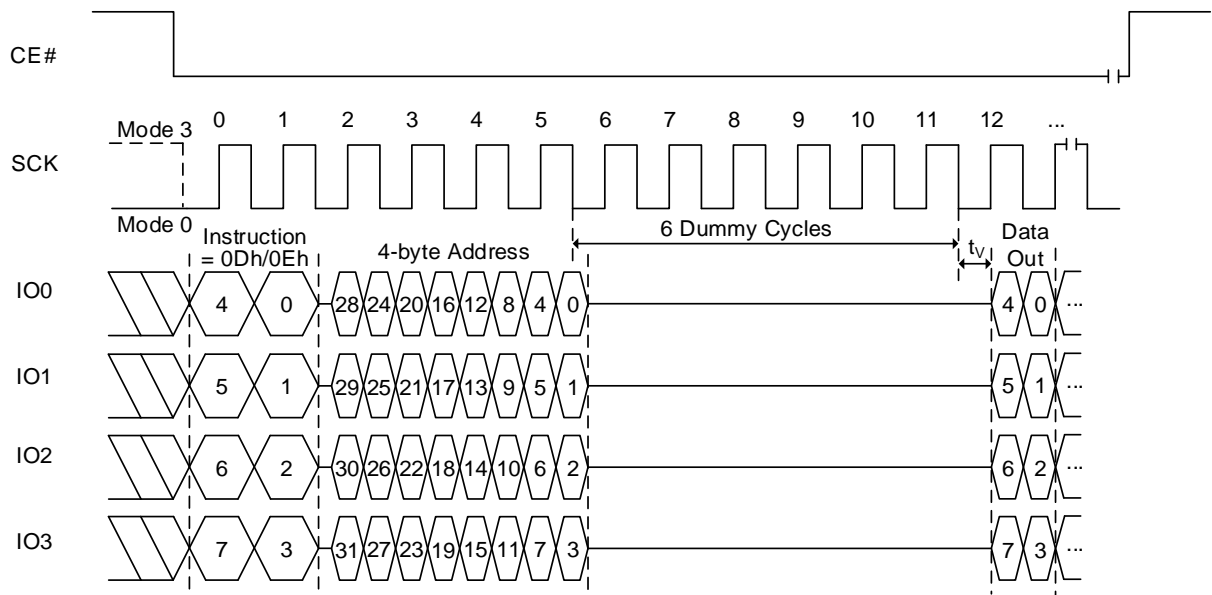 CE#
0 1 2 3 4 5 6 7 8 9 10 11 12 ...
Mode 3
SCK
Mode 0
Instruction
= 0Dh/0Eh
4-byte Address
6 Dummy Cycles
tV
Data
Out
IO0 4 0 28 24 20 16 12 8 4 0 4 0 ...
IO1 5 1 29 25 21 17 13 9 5 1 5 1 ...
IO2 6 2 30 26 22 18 14 10 6 2 6 2 ...
IO3 7 3 31 27 23 19 15 11 7 3 7 3 ...